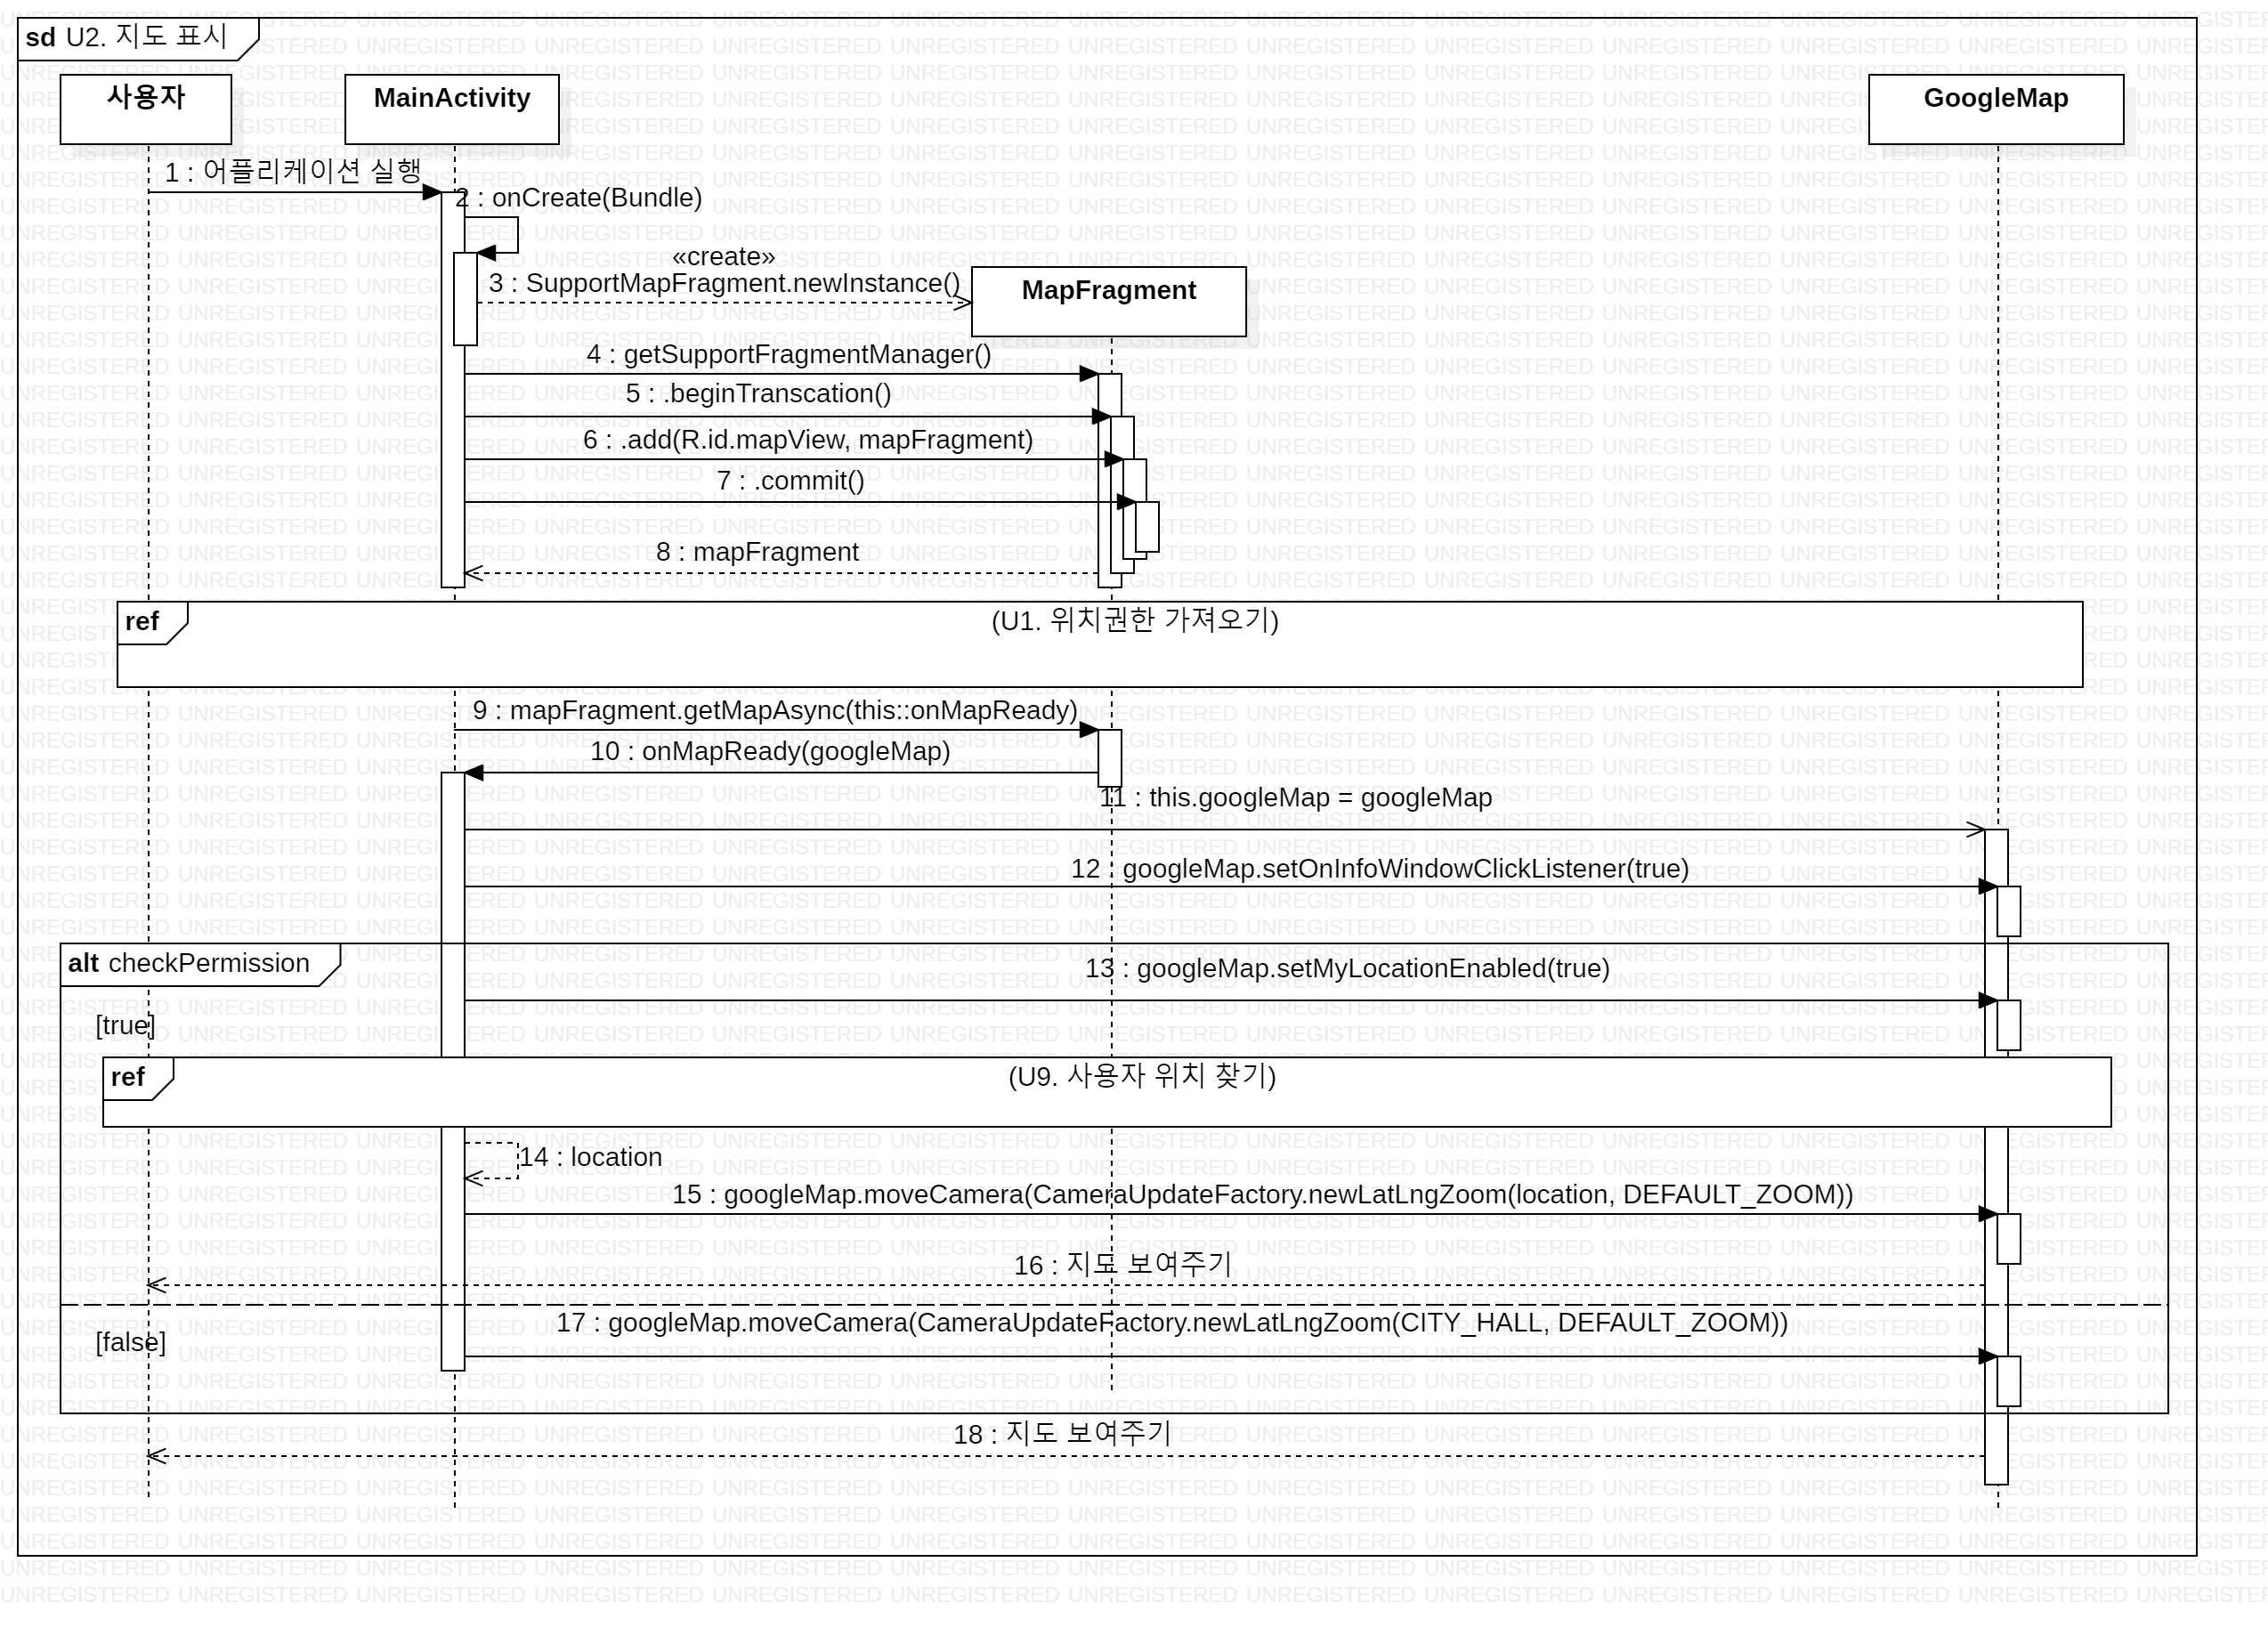 sd U2. 지도 표시
사용자
MainActivity
GoogleMap
1 : 어플리케이션 실행
2 : onCreate(Bundle)
«create»
3 : SupportMapFragment.newInstance()
MapFragment
4 : getSupportFragmentManager()
5 : .beginTranscation()
6 : .add(R.id.mapView, mapFragment)
7 : .commit()
8 : mapFragment
ref
(U1. 위치권한 가져오기)
9 : mapFragment.getMapAsync(this::onMapReady)
10 : onMapReady(googleMap)
11 : this.googleMap = googleMap
12 : googleMap.setOnInfoWindowClickListener(true)
alt checkPermission
13 : googleMap.setMyLocationEnabled(true)
[true]
ref
(U9. 사용자 위치 찾기)
14 : location
15 : googleMap.moveCamera(CameraUpdateFactory.newLatLngZoom(location, DEFAULT_ZOOM))
16 : 지도 보여주기
17 : googleMap.moveCamera(CameraUpdateFactory.newLatLngZoom(CITY_HALL, DEFAULT_ZOOM))
[false]
18 : 지도 보여주기
UNREGISTERED